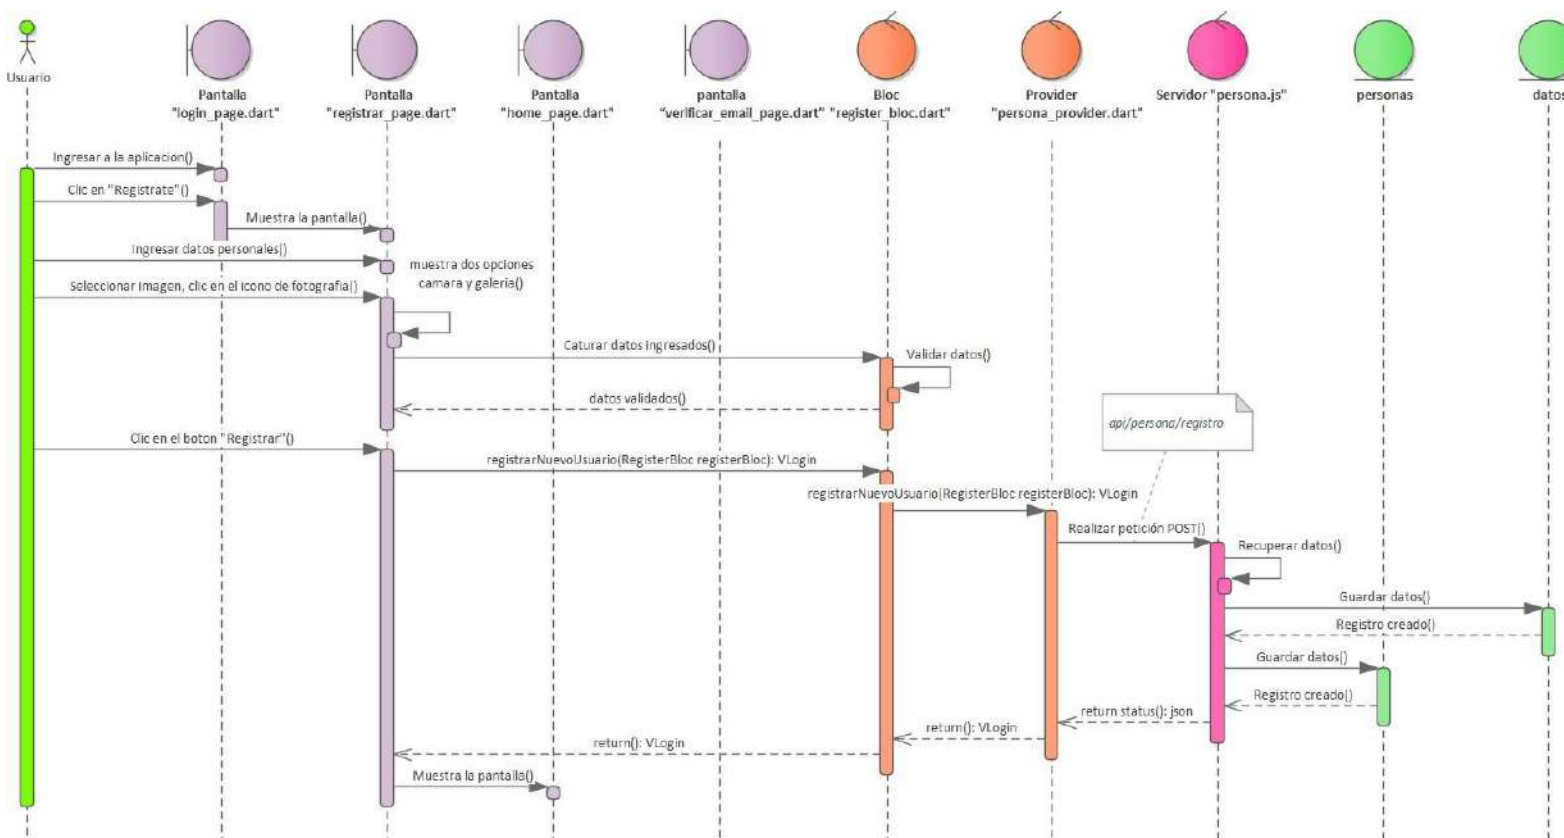 Usuario
Pantalla
"login_page.dart"
Pantalla
"registrar_page.dart"
Pantalla
"home_page.dart"
pantalla
"verificar_email_page.dart"
Bloc
"register_bloc.dart"
Provider
"persona_provider.dart"
Servidor "persona.js"
personas
datos
Ingresar a la aplicacion()
Clic en "Registrate"()
Muestra la pantalla()
Ingresar datos personales()
muestra dos opciones
camara y galeria()
Seleccionar imagen, clic en el icono de fotografia()
Caturar datos ingresados()
Validar datos()
datos validados()
api/persona/registro
Clic en el boton "Registrar"()
registrarNuevoUsuario(RegisterBloc registerBloc): VLogin
registrarNuevoUsuario(RegisterBloc registerBloc): VLogin
Realizar petición POST()
Recuperar datos()
Guardar datos()
Registro creado()
Guardar datos()
Registro creado()
return status(): json
return(): VLogin
return(): VLogin
Muestra la pantalla()